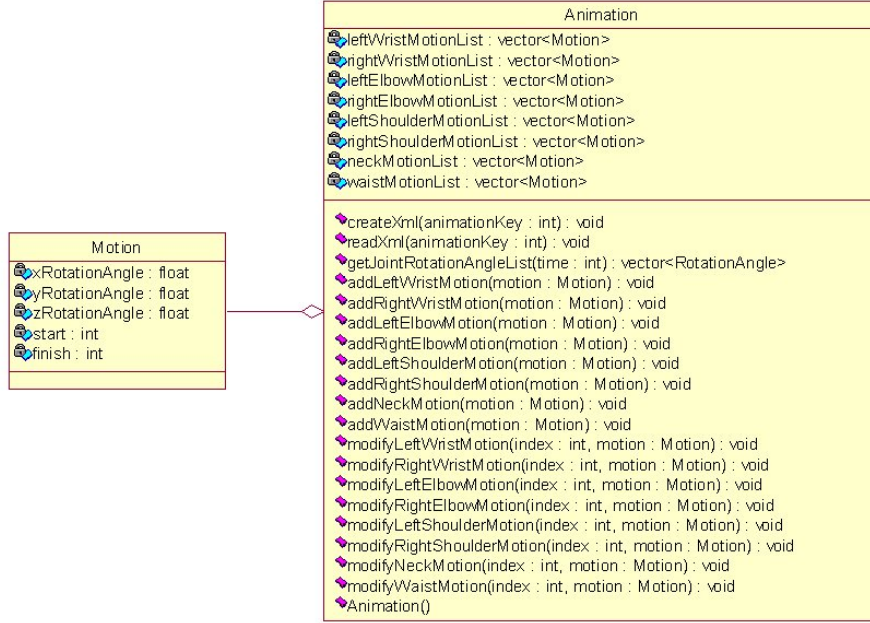 Animation
leftWristMotionList : vector<Motion>
rightWristMotionList : vector<Motion>
leftElbowMotionList : vector<Motion>
rightElbowMotionList : vector<Motion>
leftShoulderMotionList : vector<Motion>
rightShoulderMotionList : vector<Motion>
neckMotionList : vector<Motion>
waistMotionList : vector<Motion>
createXml(animationKey : int) : void
readXml(animationKey : int) : void
getJointRotationAngleList(time : int) : vector<RotationAngle>
addLeftWristMotion(motion : Motion) : void
addRightWristMotion(motion : Motion) : void
addLeftElbowMotion(motion : Motion) : void
addRightElbowMotion(motion : Motion) : void
addLeftShoulderMotion(motion : Motion) : void
addRightShoulderMotion(motion : Motion) : void
addNeckMotion(motion : Motion) : void
addWaistMotion(motion : Motion) : void
modifyLeftWristMotion(index : int, motion : Motion) : void
modifyRightWristMotion(index : int, motion : Motion) : void
modifyLeftElbowMotion(index : int, motion : Motion) : void
modifyRightElbowMotion(index : int, motion : Motion) : void
modifyLeftShoulderMotion(index : int, motion : Motion) : void
modifyRightShoulderMotion(index : int, motion : Motion) : void
modifyNeckMotion(index : int, motion : Motion) : void
modifyWaistMotion(index : int, motion : Motion) : void
Animation()
Motion
xRotationAngle : float
yRotationAngle : float
zRotationAngle : float
start : int
finish : int